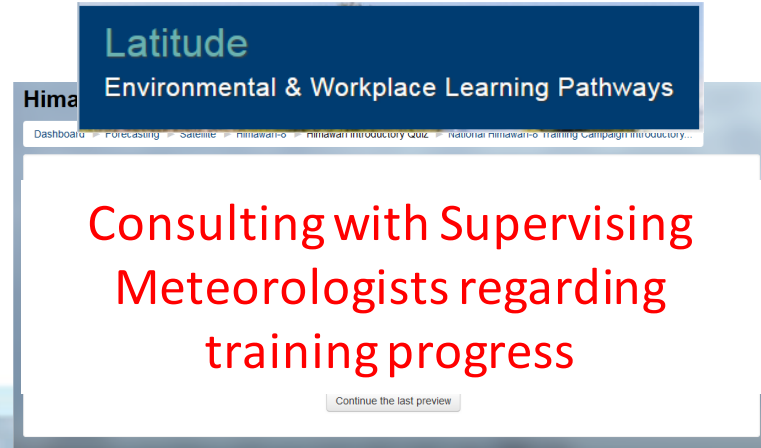 Latitude
Environmental & Workplace Learning Pathways
Hima
Dashboard Forecasting Satellite Himawari-8 Himawari Introductory Quiz National Himawari-8 Training Campaign Introductory...
Consulting with Supervising
Meteorologists regarding
training progress
Continue the last preview